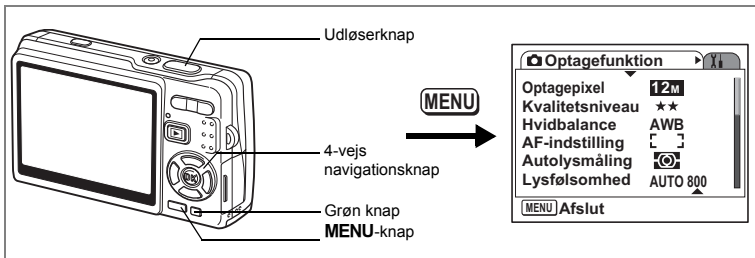 Udløserknap
4-vejs
navigationsknap
Grøn knap
MENU-knap
OK
MENU
Optagefunktion
Optagepixel 12M
Kvalitetsniveau ★★
Hvidbalance AWB
AF-indstilling [ ]
Autolysmåling
Lysfølsomhed AUTO 800
MENU Afslut